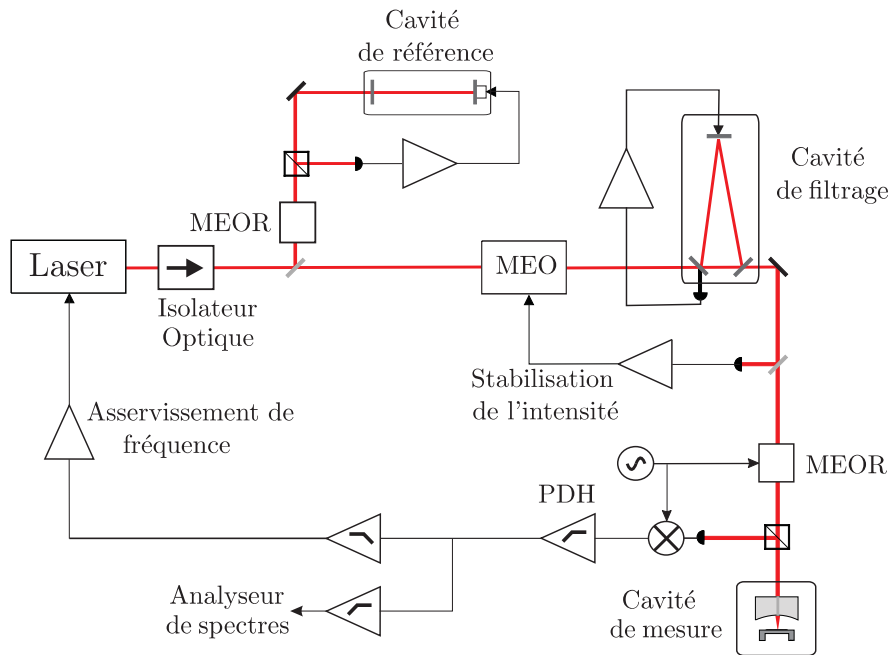 Cavité
de référence
MEOR
Laser
Isolateur
Optique
MEO
Cavité
de filtrage
Stabilisation
de l'intensité
Asservissement de
fréquence
MEOR
PDH
Analyseur
de spectres
Cavité
de mesure